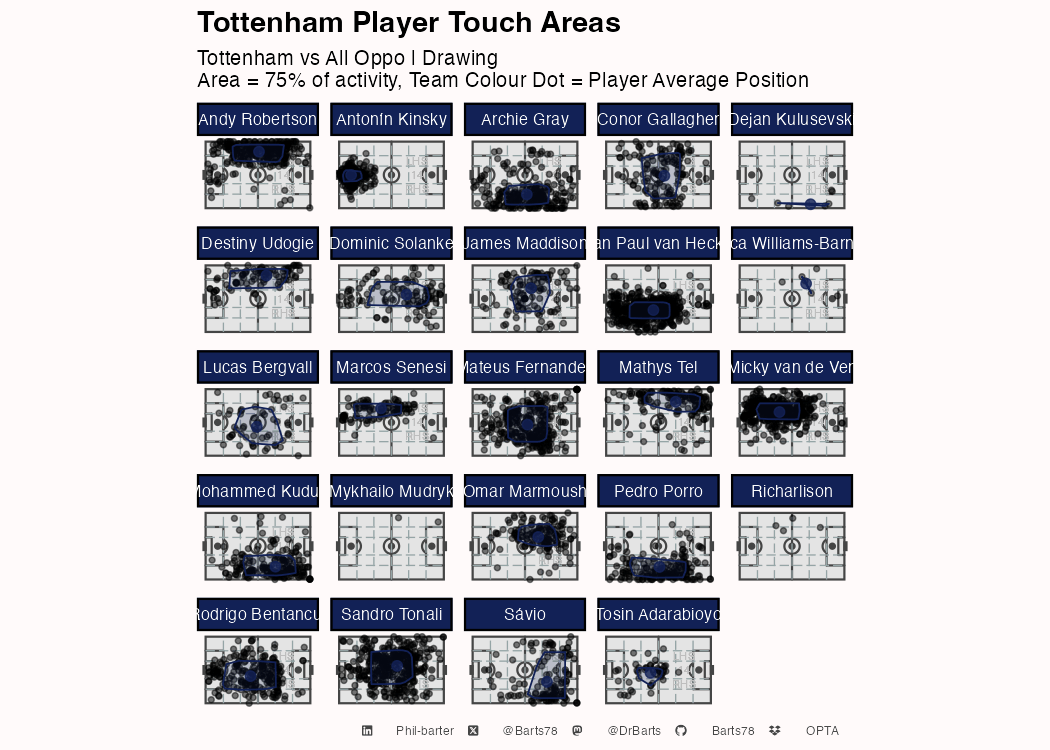 Tottenham Player Touch Areas
Tottenham vs All Oppo | Drawing
Area = 75% of activity, Team Colour Dot = Player Average Position
Andy Robertson Antonín Kinsky Archie Gray Conor Gallagher Dejan Kulusevsk
Destiny Udogie Dominic Solanke James Maddison an Paul van Heck ca Williams-Barn
Lucas Bergvall Marcos Senesi Mateus Fernande Mathys Tel Micky van de Ven
Mohammed Kudu Mykhailo Mudryk Omar Marmoush Pedro Porro Richarlison
Rodrigo Bentancu Sandro Tonali Sávio Tosin Adarabioyo
Phil-barter @Barts78 @DrBarts Barts78 OPTA